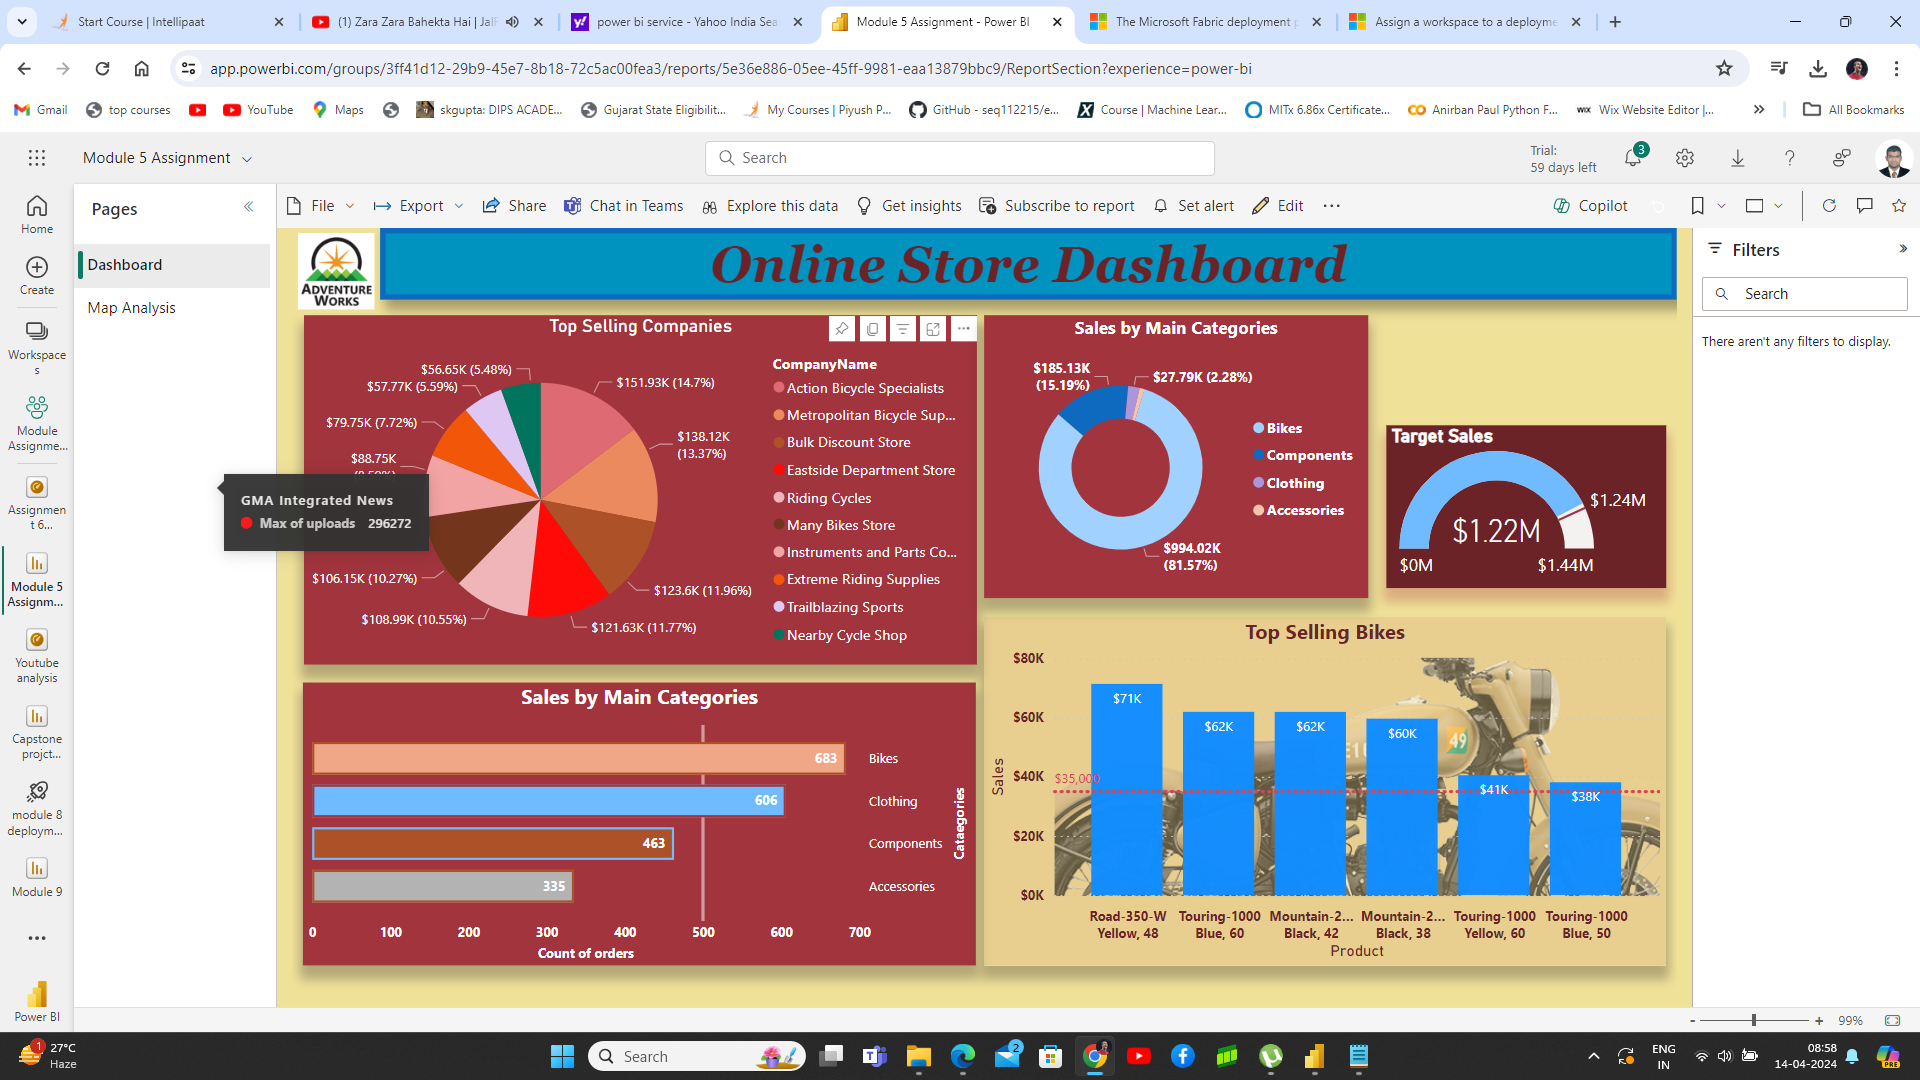 Start Course | Intellipaat
(1) Zara Zara Bahekta Hai | Jal
power bi service - Yahoo India Sea
Module 5 Assignment - Power BI
The Microsoft Fabric deployment
Assign a workspace to a deployme
app.powerbi.com/groups/3ff41d12-29b9-45e7-8b18-72c5ac00fea3/reports/5e36e886-05ee-45ff-9981-eaa13879bbc9/ReportSection?experience=power-bi
Gmail
top courses
YouTube
Maps
skgupta: DIPS ACADE...
Gujarat State Eligibilit...
My Courses | Piyush P...
GitHub - seq112215/e...
Course | Machine Lear...
MITx 6.86x Certificate...
Anirban Paul Python F...
WIX
Wix Website Editor |...
All Bookmarks
Module 5 Assignment
Search
Trial:
59 days left
3
Home
Create
Workspace
s
Module
Assignme...
Assignmen
t 6...
Module 5
Assignm...
Youtube
analysis
Capstone
projct...
module 8
deploym...
Module 9
Power BI
Pages
Dashboard
Map Analysis
File
Export
Share
Chat in Teams
Explore this data
Get insights
Subscribe to report
Set alert
Edit
Copilot
ADVENTURE
WORKS
Online Store Dashboard
Top Selling Companies
$56.65K (5.48%)
$57.77K (5.59%)
$79.75K (7.72%)
$88.75K
$106.15K (10.27%)
$108.99K (10.55%)
$151.93K (14.7%)
$138.12K
(13.37%)
$123.6K (11.96%)
$121.63K (11.77%)
CompanyName
Action Bicycle Specialists
Metropolitan Bicycle Sup...
Bulk Discount Store
Eastside Department Store
Riding Cycles
Many Bikes Store
Instruments and Parts Co...
Extreme Riding Supplies
Trailblazing Sports
Nearby Cycle Shop
GMA Integrated News
Max of uploads 296272
Sales by Main Categories
$185.13K
(15.19%)
$27.79K (2.28%)
$994.02K
(81.57%)
Bikes
Components
Clothing
Accessories
Target Sales
$1.24M
$1.22M
$0M
$1.44M
Sales by Main Categories
683
Bikes
606
Clothing
463
Components
335
Accessories
Cataegories
0 100 200 300 400 500 600 700
Count of orders
Top Selling Bikes
$80K
$60K
$40K
$20K
$0K
Sales
$35,000
$71K
$62K
$62K
$60K
$41K
$38K
49
Road-350-W
Yellow, 48
Touring-1000
Blue, 60
Mountain-2...
Black, 42
Mountain-2...
Black, 38
Touring-1000
Yellow, 60
Touring-1000
Blue, 50
Product
Filters
Search
There aren't any filters to display.
- + 99%
1
27°C
Haze
Search
2
ENG
IN
08:58
14-04-2024
PRE